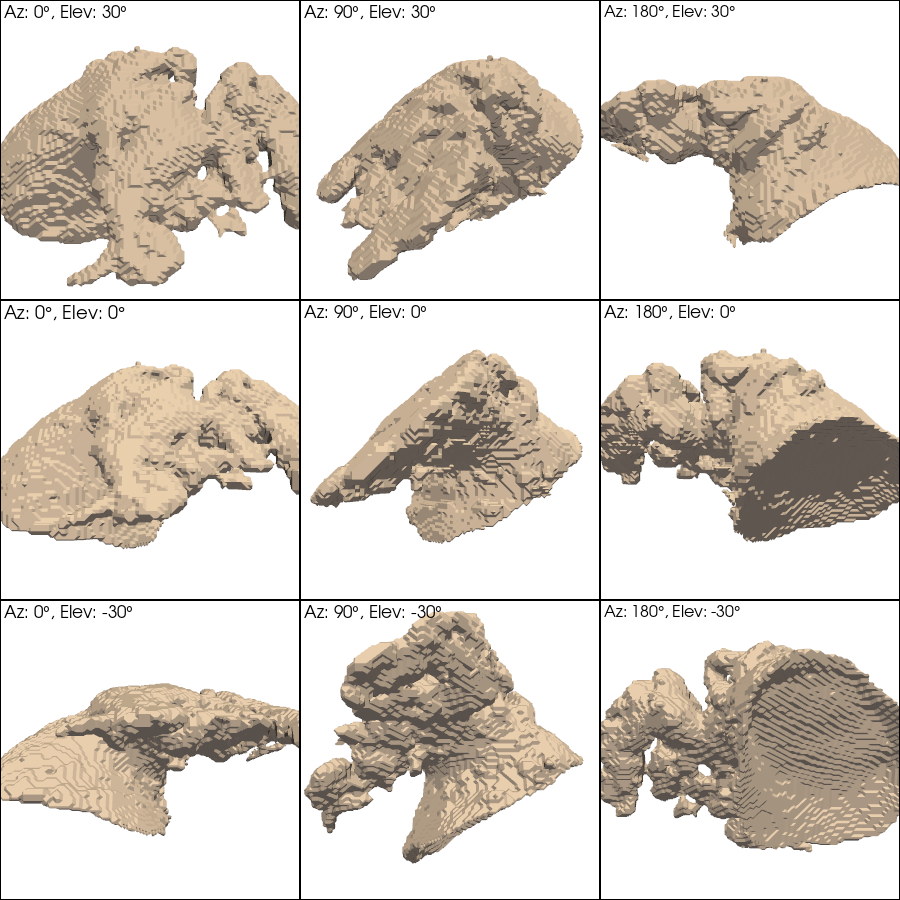 Az: 0°, Elev: 30°
Az: 90°, Elev: 30°
Az: 180°, Elev: 30°
Az: 0°, Elev: 0°
Az: 90°, Elev: 0°
Az: 180°, Elev: 0°
Az: 0°, Elev: -30°
Az: 90°, Elev: -30°
Az: 180°, Elev: -30°